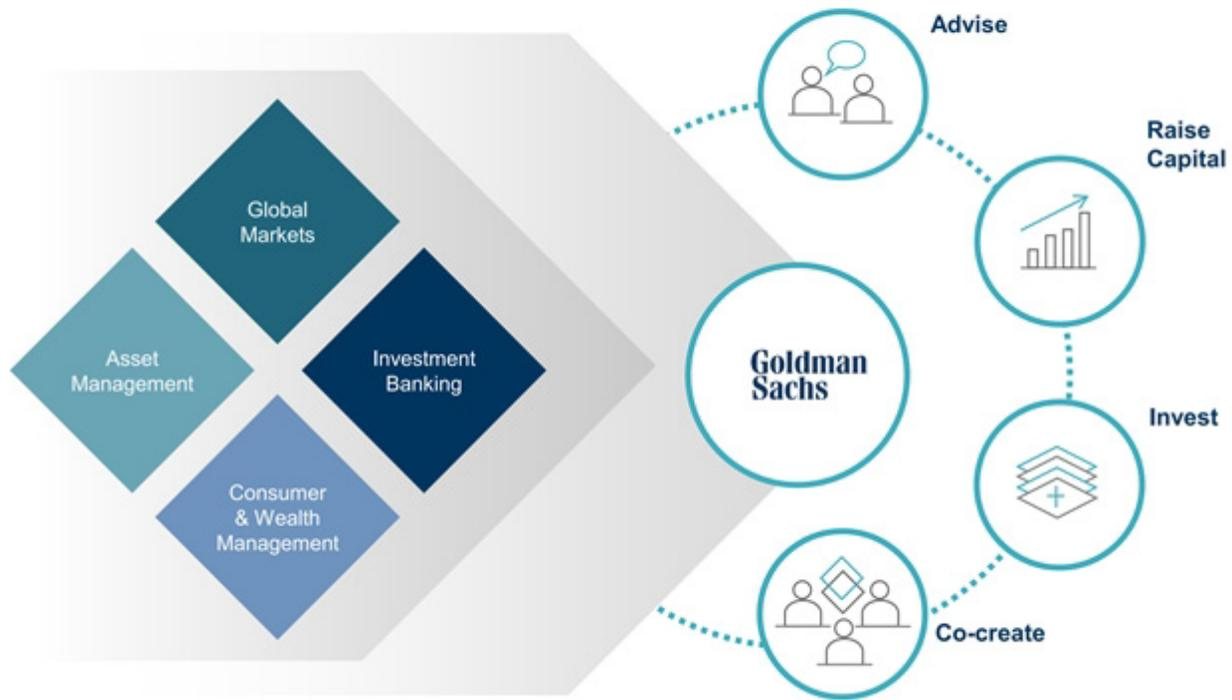 Global
Markets
Asset
Management
Investment
Banking
Consumer
& Wealth
Management
Goldman
Sachs
Advise
Raise
Capital
Invest
Co-create